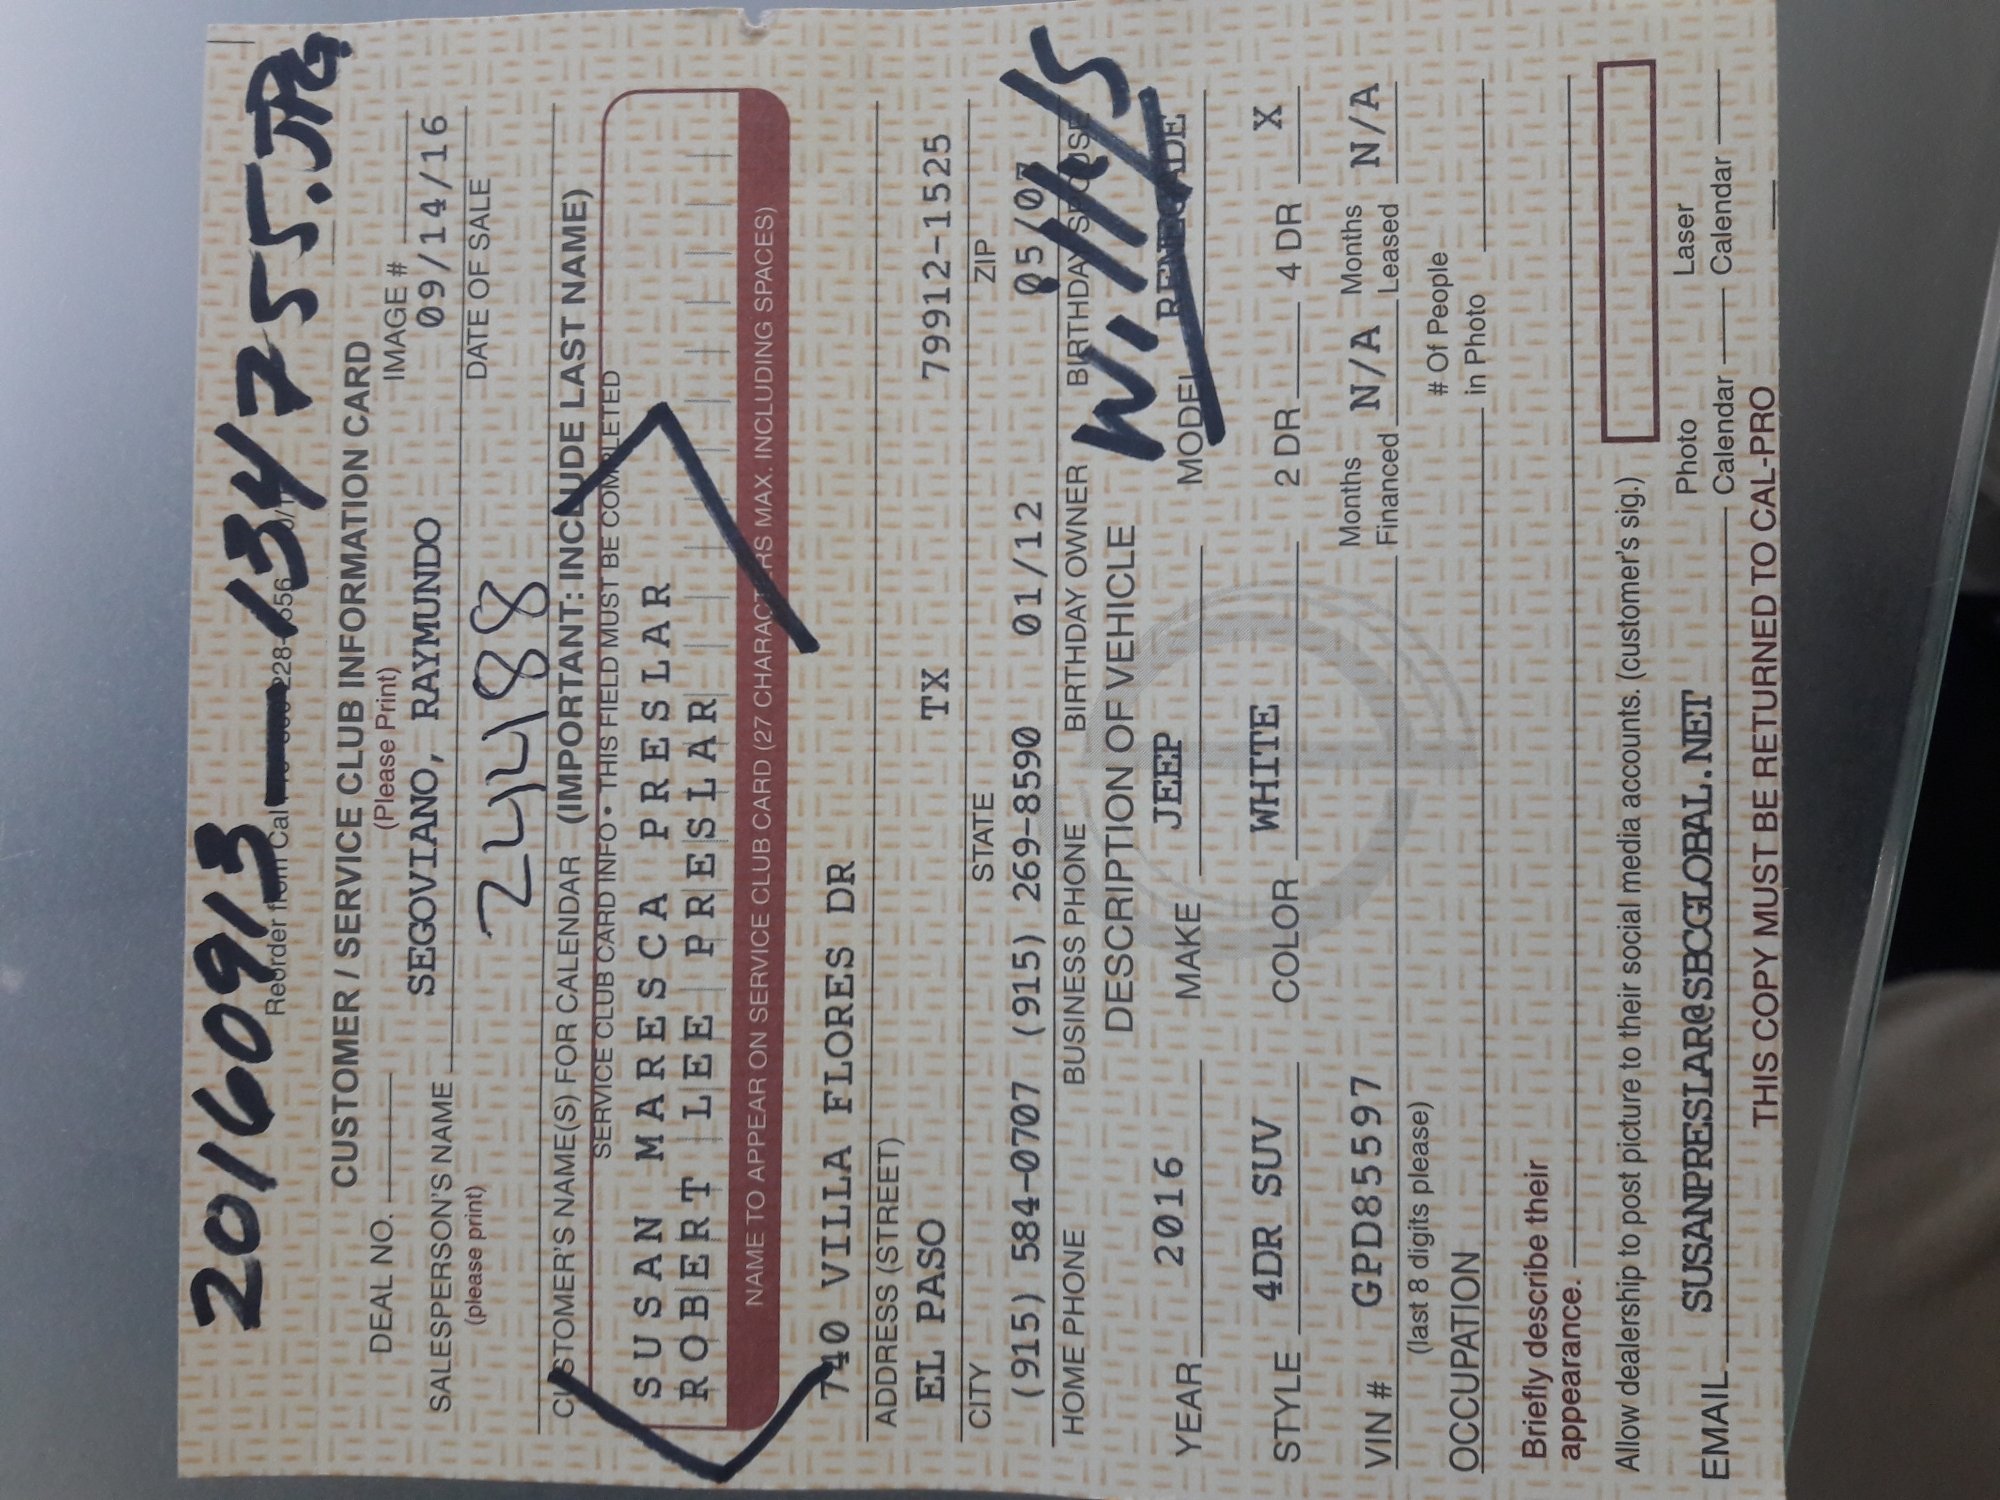 20160913-134755.JPG
Reorder from Cal
CUSTOMER / SERVICE CLUB INFORMATION CARD
(Please Print)
DEAL NO. IMAGE #
SEGOVIANO, RAYMUNDO 09/14/16
SALESPERSON'S NAME DATE OF SALE
(please print) 24488
CUSTOMER'S NAME(S) FOR CALENDAR (IMPORTANT: INCLUDE LAST NAME)
SERVICE CLUB CARD INFO • THIS FIELD MUST BE COMPLETED
SUSAN MARESCA PRESLAR
ROBERT LEE PRESLAR
NAME TO APPEAR ON SERVICE CLUB CARD (27 CHARACTERS MAX. INCLUDING SPACES)
740 VILLA FLORES DR
ADDRESS (STREET)
EL PASO TX 79912-1525
CITY STATE ZIP
(915) 584-0707 (915) 269-8590 01/12 05/07
HOME PHONE BUSINESS PHONE BIRTHDAY OWNER BIRTHDAY SPOUSE
DESCRIPTION OF VEHICLE Willys
YEAR 2016 MAKE JEEP MODEL RENEGADE
STYLE 4DR SUV COLOR WHITE 2 DR 4 DR X
VIN # GPD85597 Months Financed N/A Months Leased N/A
(last 8 digits please)
OCCUPATION # Of People in Photo
Briefly describe their
appearance.
Allow dealership to post picture to their social media accounts. (customer's sig.)
EMAIL SUSANPRESLAR@SBCGLOBAL.NET Photo Calendar Laser Calendar
THIS COPY MUST BE RETURNED TO CAL-PRO